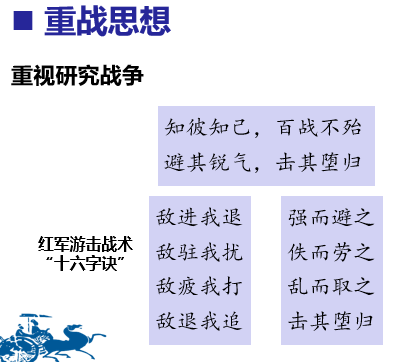 ■ 重战思想
重视研究战争
知彼知己，百战不殆
避其锐气，击其堕归
红军游击战术
“十六字诀”
敌进我退
敌驻我扰
敌疲我打
敌退我追
强而避之
佚而劳之
乱而取之
击其堕归